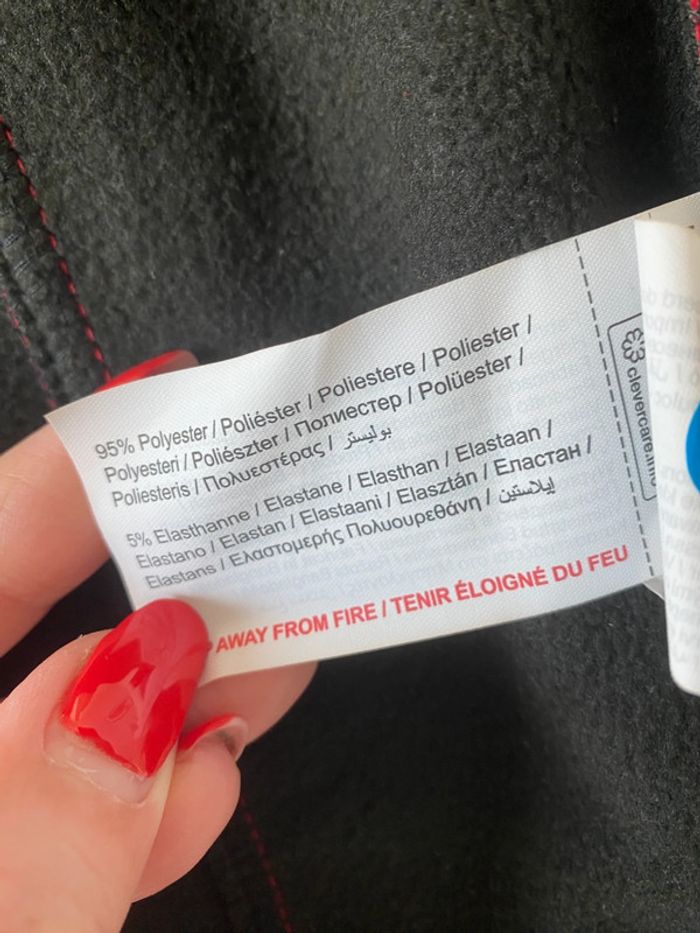 95% Polyester / Poliéster / Poliestere / Poliester /
Polyesteri / Poliészter / Полиестер / Polüester /
Poliesteris / Πολυεστέρας / بوليستر
5% Elasthanne / Elastane / Elasthan / Elastaan /
Elastano / Elastan / Elastaani / Elasztán / Еластан /
Elastans / Ελαστομερής Πολυουρεθάνη / إيلاستين
AWAY FROM FIRE / TENIR ÉLOIGNÉ DU FEU
clevercare.info